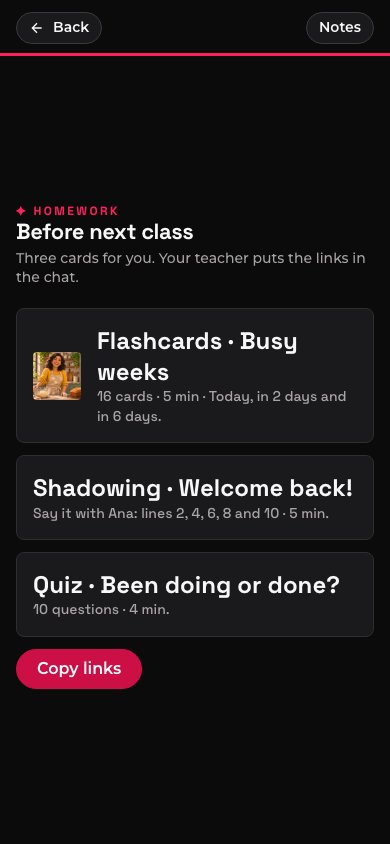 Back
Notes
HOMEWORK
Before next class
Three cards for you. Your teacher puts the links in
the chat.
Flashcards · Busy
weeks
16 cards · 5 min · Today, in 2 days and
in 6 days.
Shadowing · Welcome back!
Say it with Ana: lines 2, 4, 6, 8 and 10 · 5 min.
Quiz · Been doing or done?
10 questions · 4 min.
Copy links